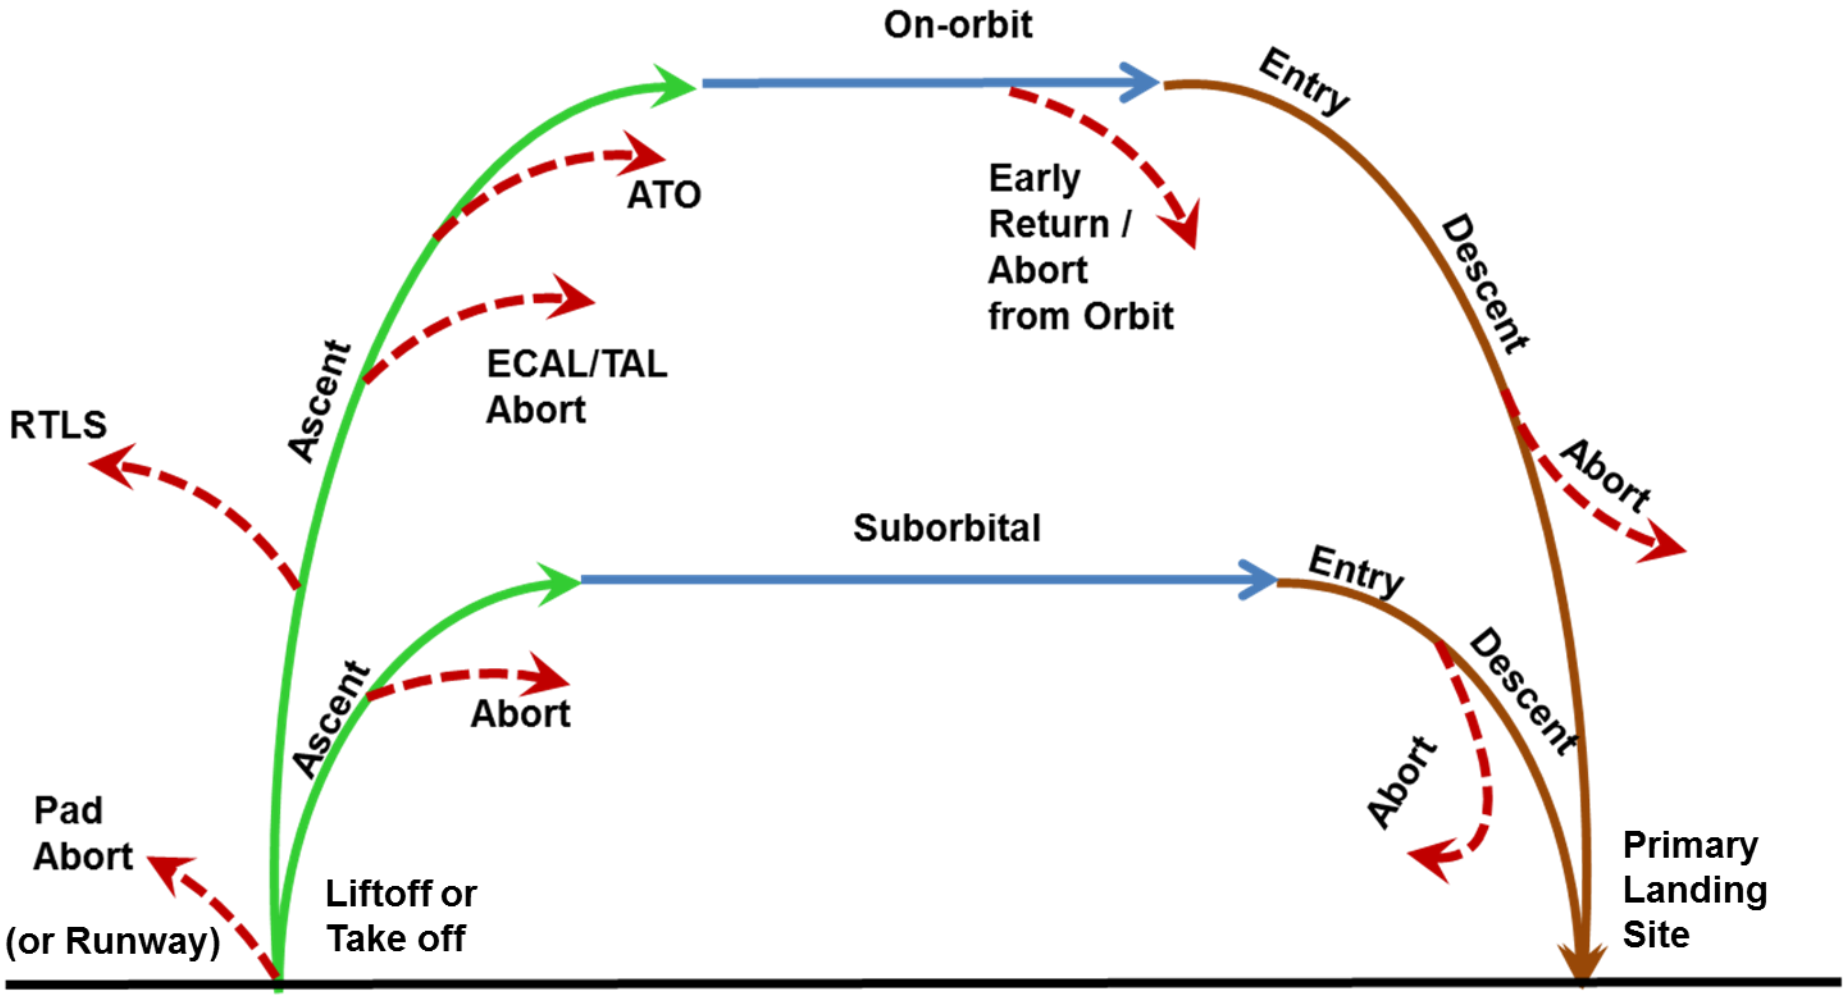 On-orbit
Entry
ATO
Early
Return /
Abort
from Orbit
Descent
Ascent
ECAL/TAL
Abort
RTLS
Abort
Suborbital
Entry
Ascent
Abort
Descent
Abort
Pad
Abort
(or Runway)
Liftoff or
Take off
Primary
Landing
Site